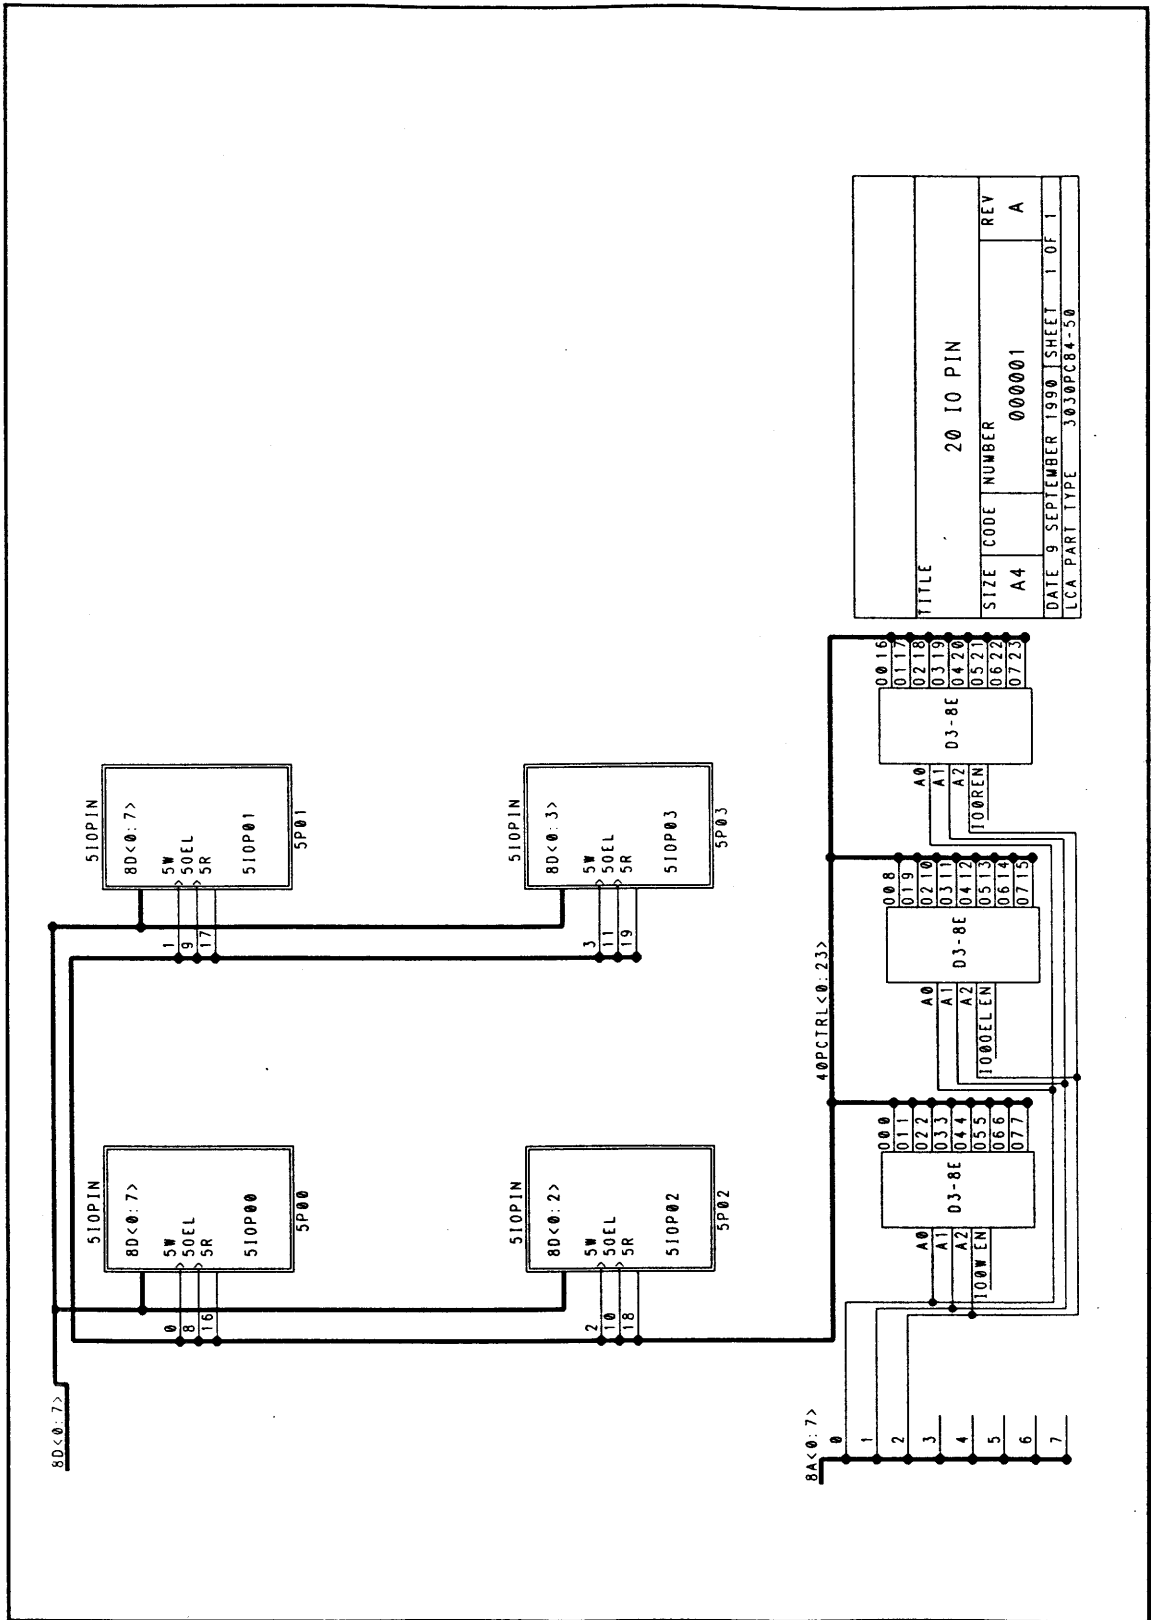 8D<0:7>
5IOPIN
8D<0:7>
5W
5OEL
5R
5IOP00
5P00
0
8
16
5IOPIN
8D<0:7>
5W
5OEL
5R
5IOP01
5P01
1
9
17
5IOPIN
8D<0:2>
5W
5OEL
5R
5IOP02
5P02
2
10
18
5IOPIN
8D<0:3>
5W
5OEL
5R
5IOP03
5P03
3
11
19
40PCTRL<0:23>
8A<0:7>
0
1
2
3
4
5
6
7
A0
A1
A2
IO0WEN
D3-8E
O0 0
O1 1
O2 2
O3 3
O4 4
O5 5
O6 6
O7 7
A0
A1
A2
IO0OELEN
D3-8E
O0 8
O1 9
O2 10
O3 11
O4 12
O5 13
O6 14
O7 15
A0
A1
A2
IO0REN
D3-8E
O0 16
O1 17
O2 18
O3 19
O4 20
O5 21
O6 22
O7 23
TITLE
20 IO PIN
SIZE CODE NUMBER REV
A4 000001 A
DATE 9 SEPTEMBER 1990 SHEET 1 OF 1
LCA PART TYPE 3030PC84-50